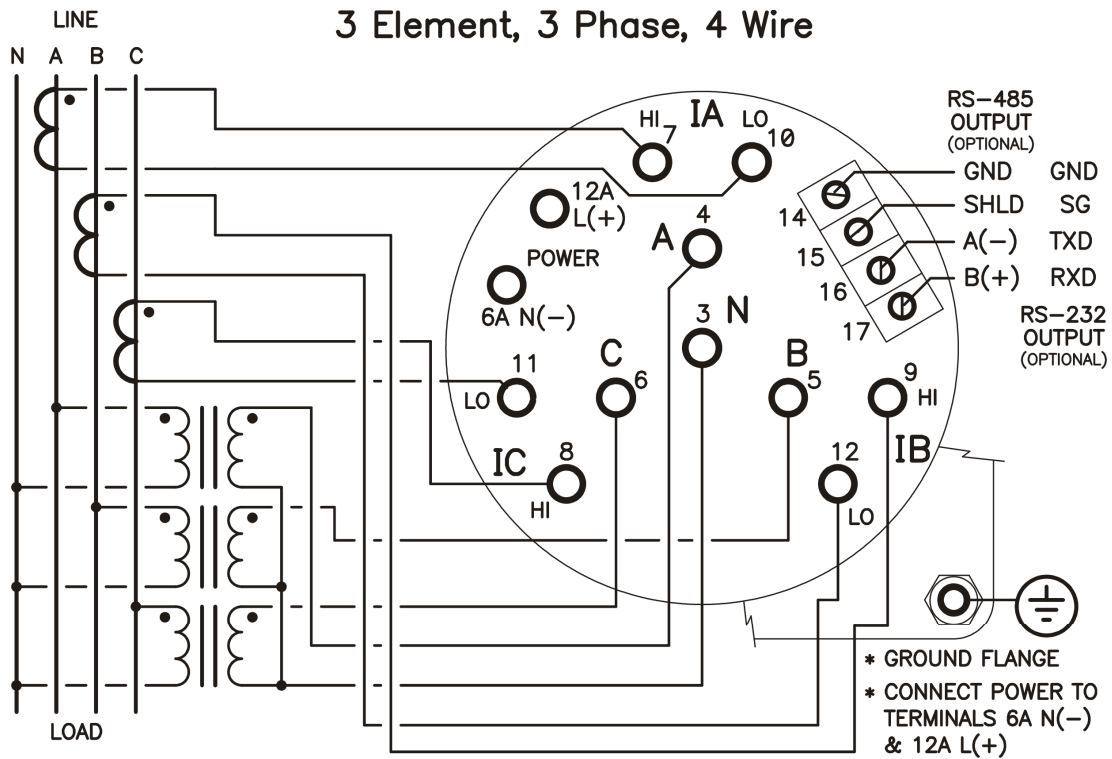 3 Element, 3 Phase, 4 Wire
LINE
N A B C
HI 7
IA
LO 10
12A
L(+)
POWER
6A N(−)
A 4
3 N
11
LO
C 6
B 5
9 HI
IC
8
HI
IB
12
LO
14
15
16
17
RS−485
OUTPUT
(OPTIONAL)
GND GND
SHLD SG
A(−) TXD
B(+) RXD
RS−232
OUTPUT
(OPTIONAL)
LOAD
* GROUND FLANGE
* CONNECT POWER TO
TERMINALS 6A N(−)
& 12A L(+)